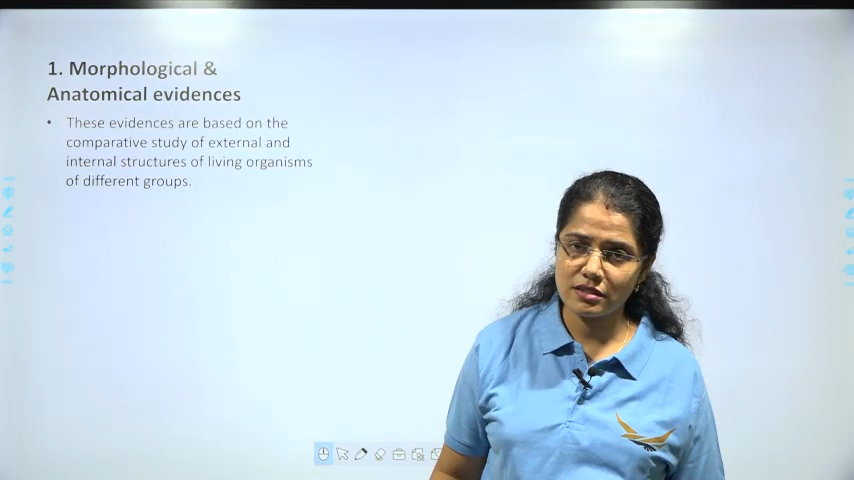 1. Morphological &
Anatomical evidences
• These evidences are based on the
comparative study of external and
internal structures of living organisms
of different groups.